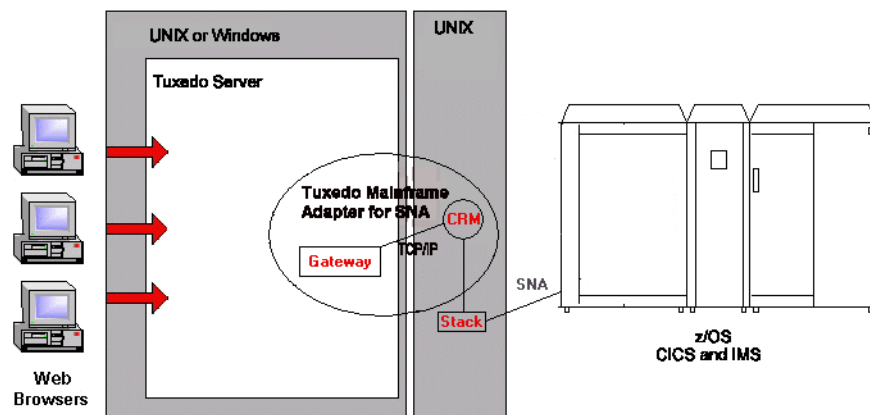 UNIX or Windows
UNIX
Tuxedo Server
Tuxedo Mainframe
Adapter for SNA
CRM
TCP/IP
Gateway
SNA
Stack
z/OS
CICS and IMS
Web
Browsers